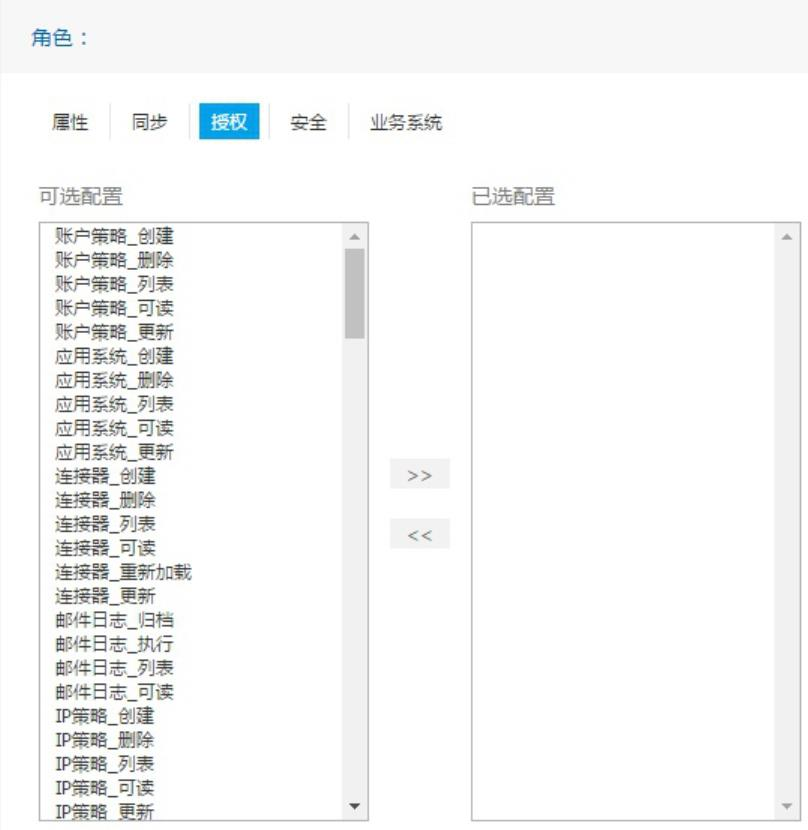 角色：
属性 同步 授权 安全 业务系统
可选配置 已选配置
账户策略_创建
账户策略_删除
账户策略_列表
账户策略_可读
账户策略_更新
应用系统_创建
应用系统_删除
应用系统_列表
应用系统_可读
应用系统_更新
连接器_创建
>>
连接器_删除
连接器_列表
<<
连接器_可读
连接器_重新加载
连接器_更新
邮件日志_归档
邮件日志_执行
邮件日志_列表
邮件日志_可读
IP策略_创建
IP策略_删除
IP策略_列表
IP策略_可读
IP策略_更新